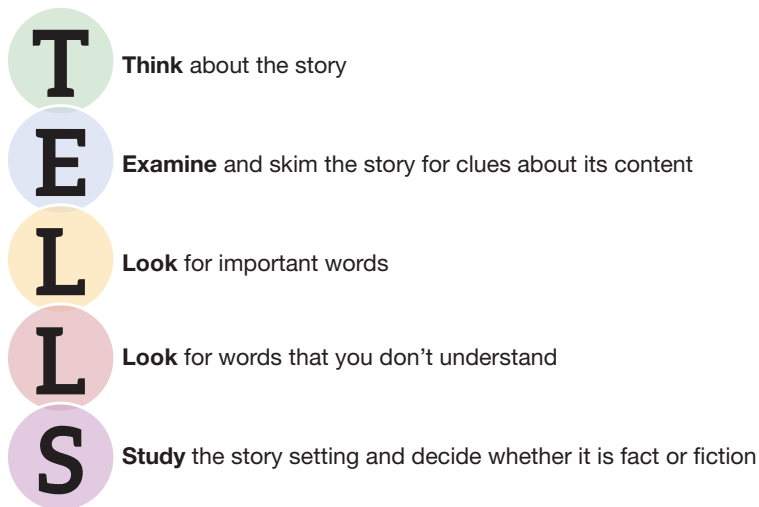 T Think about the story
E Examine and skim the story for clues about its content
L Look for important words
L Look for words that you don’t understand
S Study the story setting and decide whether it is fact or fiction